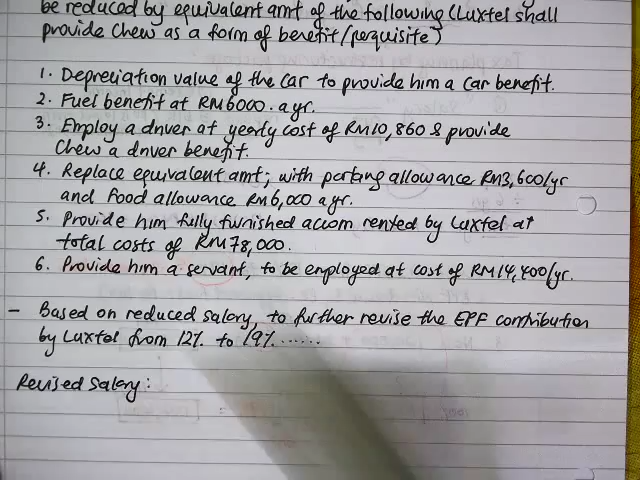 be reduced by equivalent amt of the following (Luxtel shall
provide Chew as a form of benefit/perquisite)
1. Depreciation value of the car to provide him a car benefit.
2. Fuel benefit at RM6000. a yr.
3. Employ a driver at yearly cost of RM10,860 & provide
Chew a driver benefit.
4. Replace equivalent amt; with parking allowance RM3,600/yr
and food allowance RM6,000 a yr.
5. Provide him fully furnished accom rented by Luxtel at
total costs of RM78,000.
6. Provide him a servant, to be employed at cost of RM14,400/yr.
- Based on reduced salary, to further revise the EPF contribution
by Luxtel from 12% to 19%......
Revised Salary: